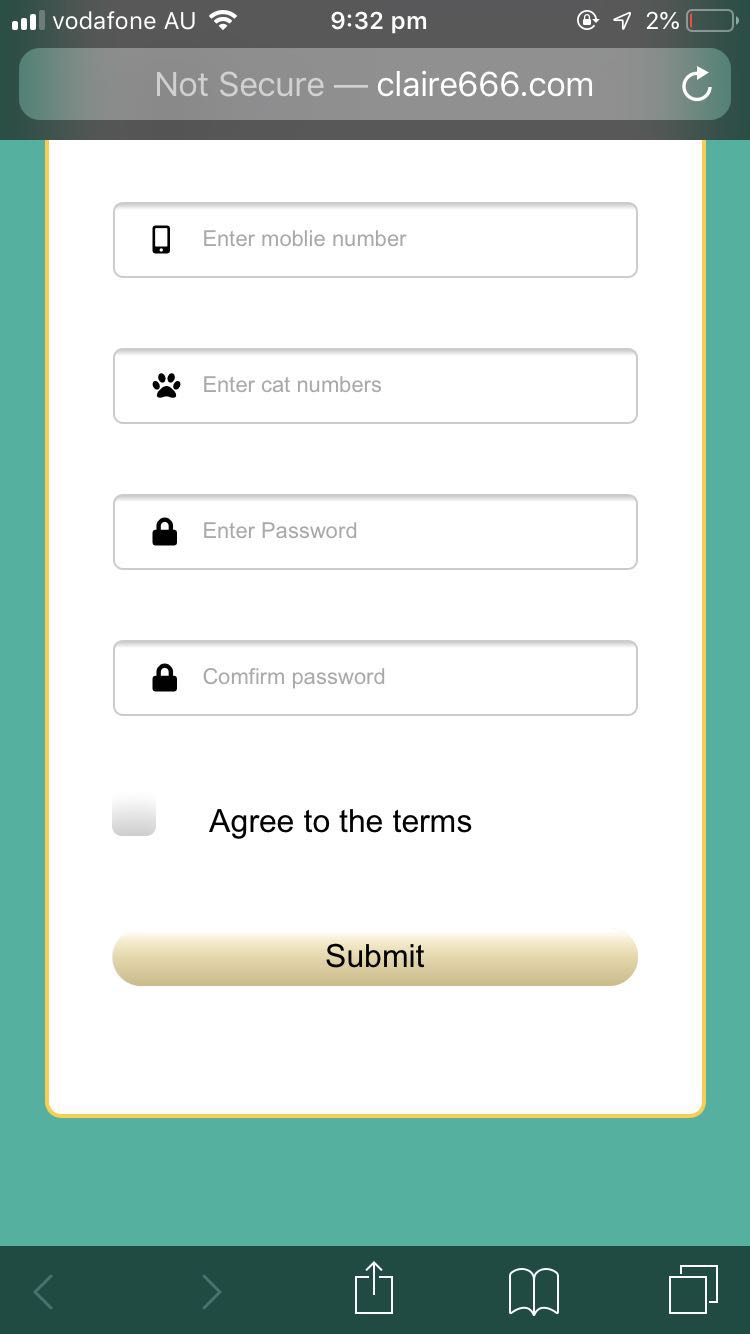 vodafone AU 9:32 pm 2%
Not Secure — claire666.com
Enter moblie number
Enter cat numbers
Enter Password
Comfirm password
Agree to the terms
Submit